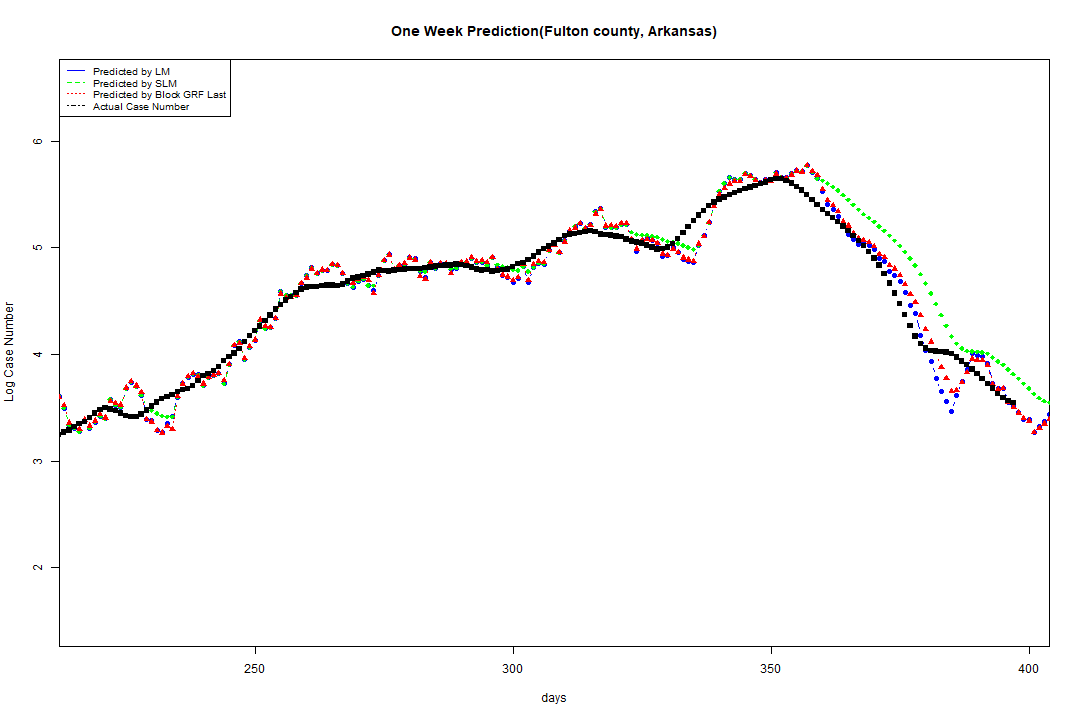 One Week Prediction(Fulton county, Arkansas)
Predicted by LM
Predicted by SLM
Predicted by Block GRF Last
Actual Case Number
6
5
4
3
2
Log Case Number
250 300 350 400
days